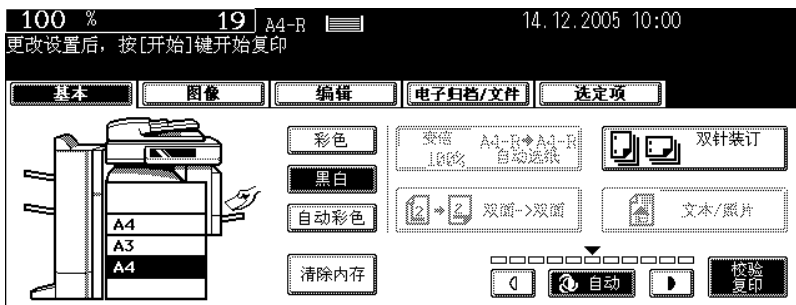 100 % 19 A4-R 14.12.2005 10:00
更改设置后，按[开始]键开始复印
基本 图像 编辑 电子归档/文件 选定项
彩色
黑白
自动彩色
清除内存
变倍 100% A4-R→A4-R 自动选纸
双针装订
2→2 双面->双面
文本/照片
A4
A3
A4
自动
校验
复印